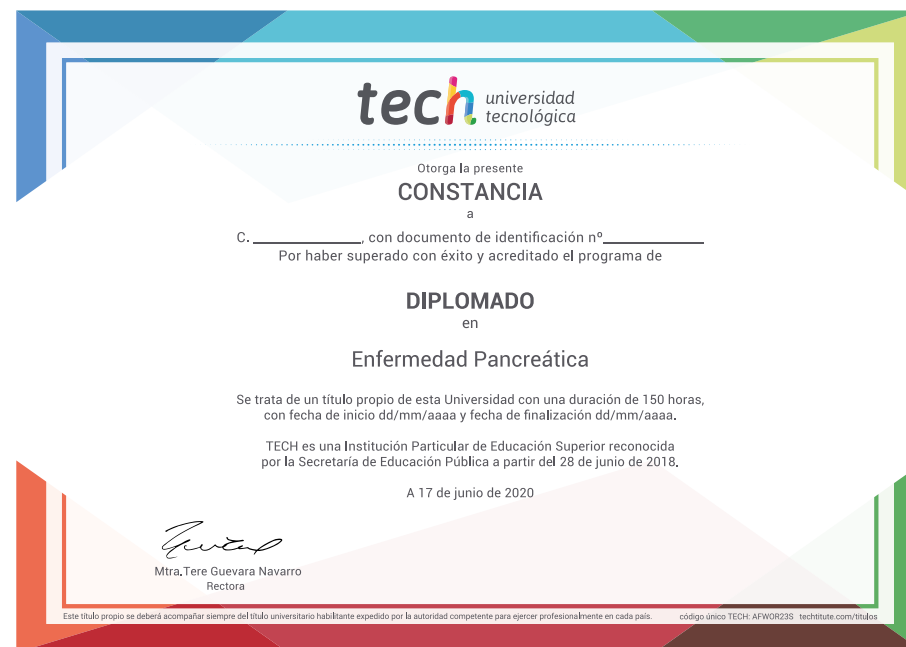 tech universidad
tecnológica
Otorga la presente
CONSTANCIA
a
C. ______________, con documento de identificación nº_____________
Por haber superado con éxito y acreditado el programa de
DIPLOMADO
en
Enfermedad Pancreática
Se trata de un título propio de esta Universidad con una duración de 150 horas,
con fecha de inicio dd/mm/aaaa y fecha de finalización dd/mm/aaaa.
TECH es una Institución Particular de Educación Superior reconocida
por la Secretaría de Educación Pública a partir del 28 de junio de 2018.
A 17 de junio de 2020
Mtra.Tere Guevara Navarro
Rectora
Este título propio se deberá acompañar siempre del título universitario habilitante expedido por la autoridad competente para ejercer profesionalmente en cada país. código único TECH: AFWOR23S techtitute.com/titulos